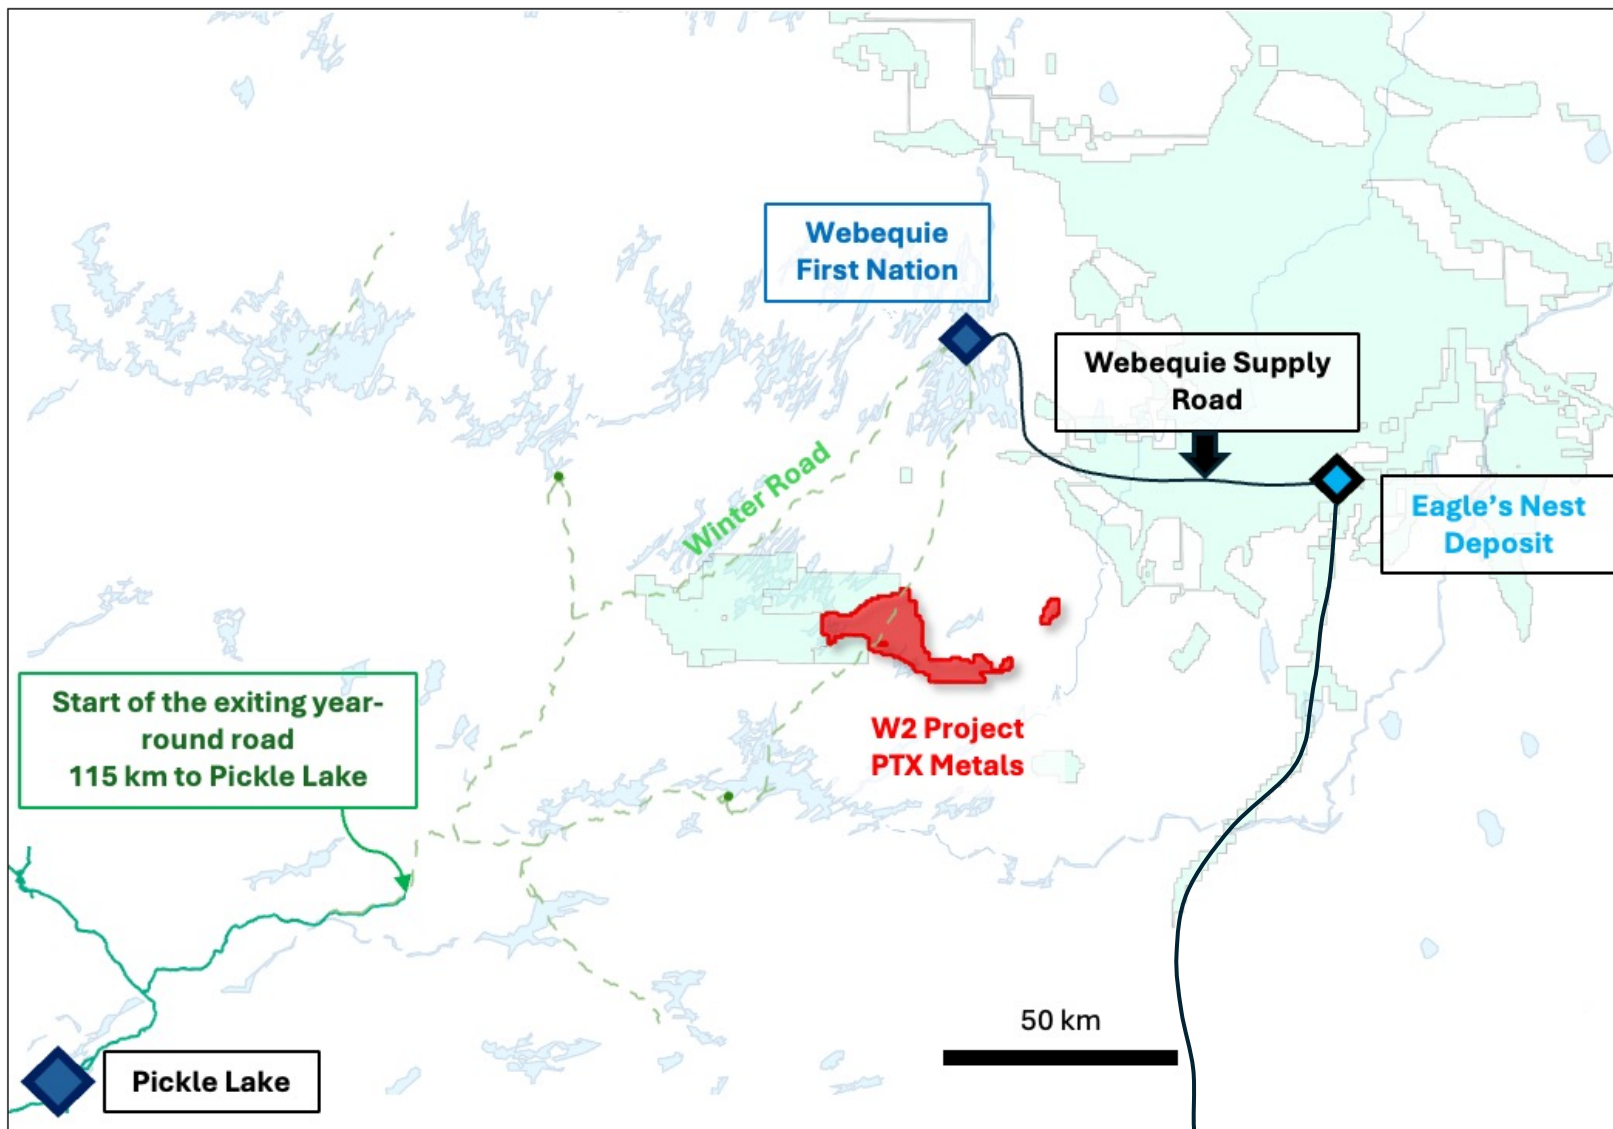 Webequie
First Nation
Webequie Supply
Road
Winter Road
Eagle's Nest
Deposit
Start of the exiting year-
round road
115 km to Pickle Lake
W2 Project
PTX Metals
50 km
Pickle Lake